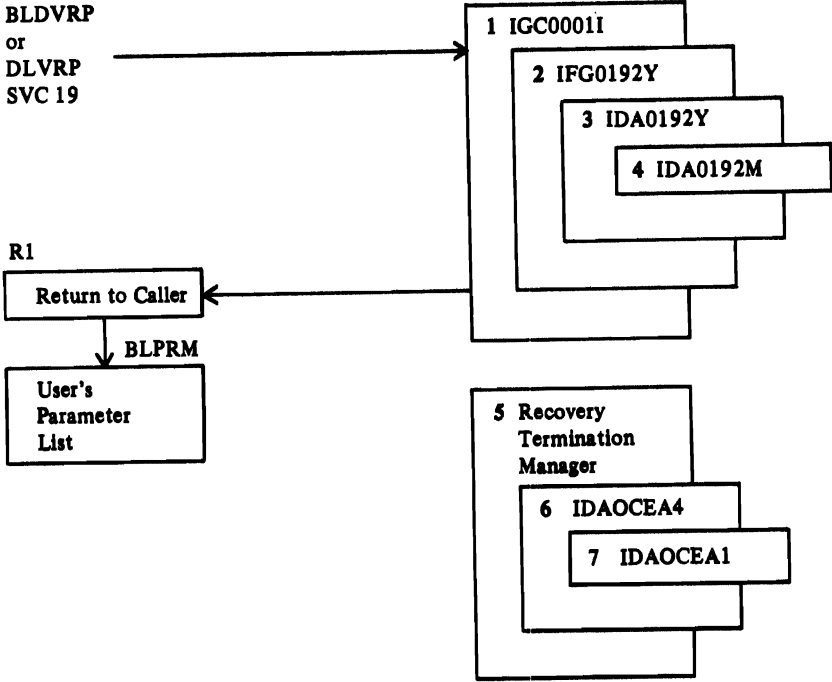 BLDVRP
or
DLVRP
SVC 19
1 IGC0001I
2 IFG0192Y
3 IDA0192Y
4 IDA0192M
R1
Return to Caller
BLPRM
User's
Parameter
List
5 Recovery
Termination
Manager
6 IDAOCEA4
7 IDAOCEA1